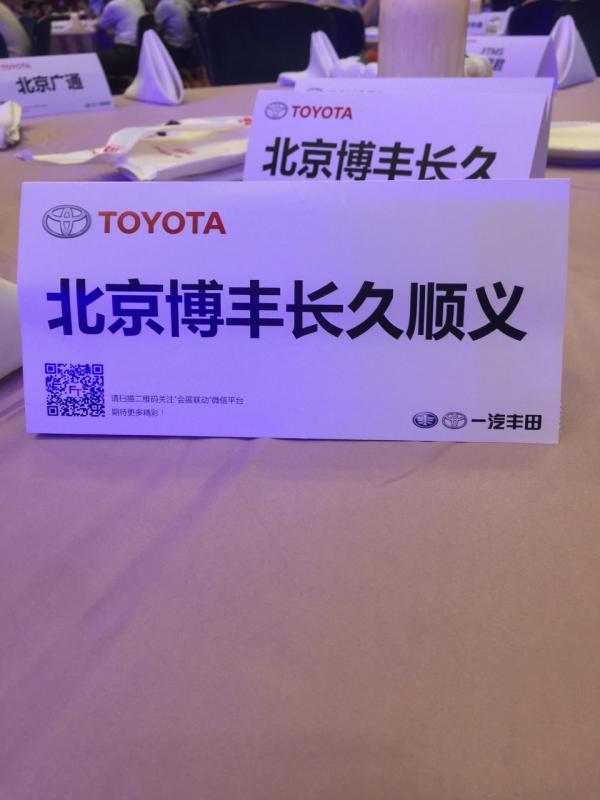 TOYOTA
北京广通
FTMS
TOYOTA
北京博丰长久
TOYOTA
北京博丰长久顺义
请扫描二维码关注"会展联动"微信平台
期待更多精彩！
一汽丰田